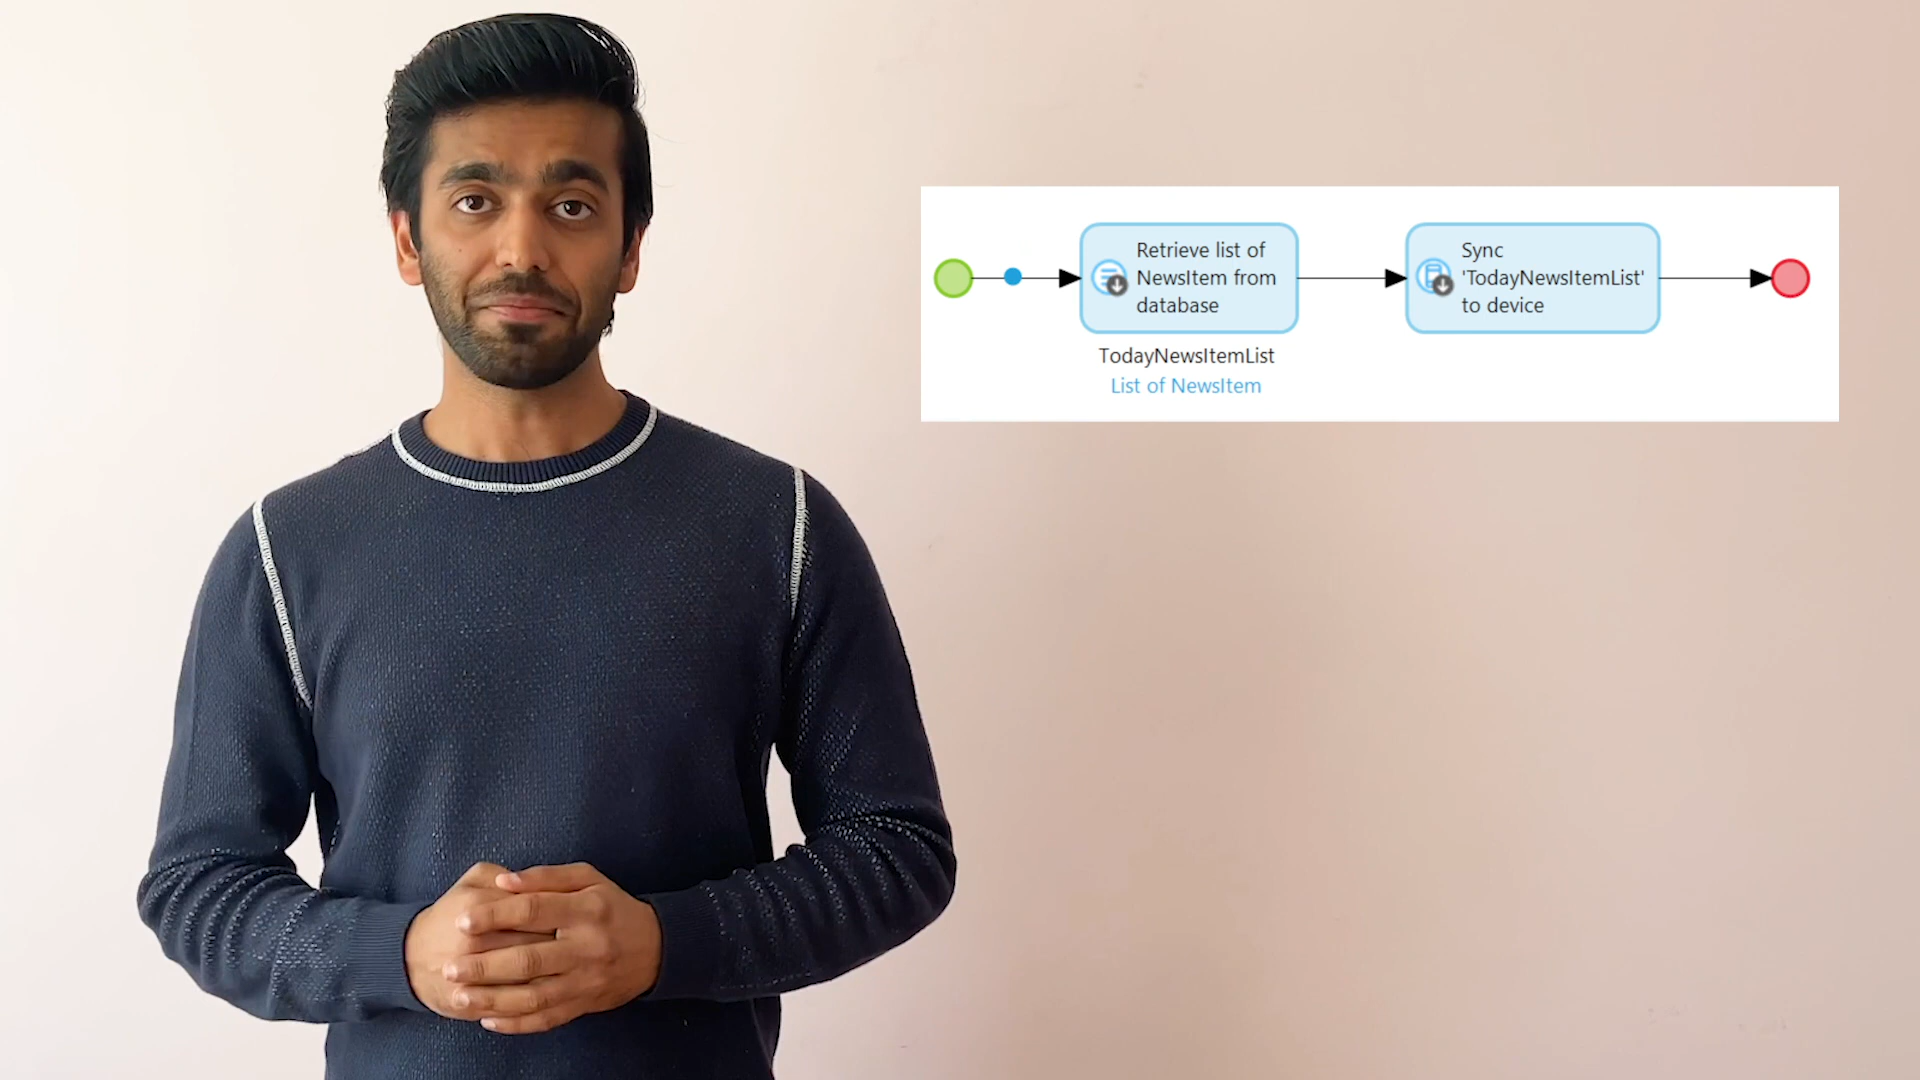 Retrieve list of
NewsItem from
database
TodayNewsItemList
List of NewsItem
Sync
'TodayNewsItemList'
to device